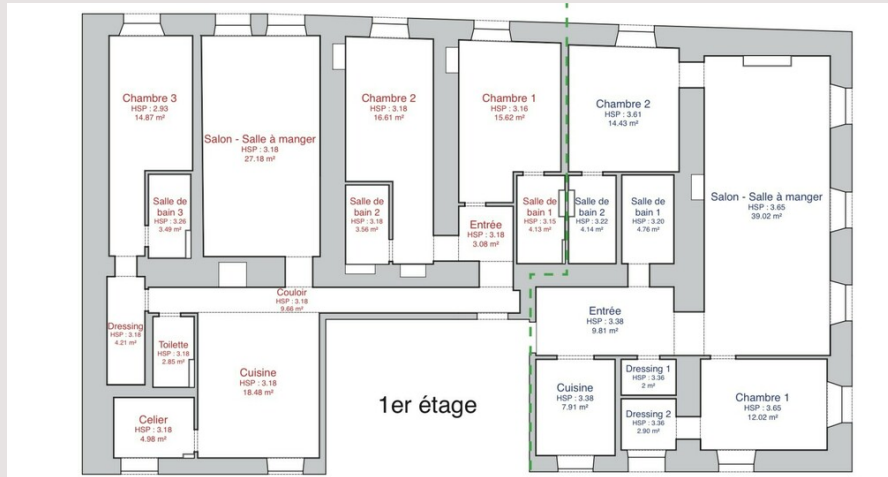 Chambre 3
HSP : 2.93
14.87 m²
Salon - Salle à manger
HSP : 3.18
27.18 m²
Chambre 2
HSP : 3.18
16.61 m²
Chambre 1
HSP : 3.16
15.62 m²
Chambre 2
HSP : 3.61
14.43 m²
Salon - Salle à manger
HSP : 3.65
39.02 m²
Salle de
bain 3
HSP : 3.26
3.49 m²
Salle de
bain 2
HSP : 3.18
3.56 m²
Entrée
HSP : 3.18
3.08 m²
Salle de
bain 1
HSP : 3.15
4.13 m²
Salle de
bain 2
HSP : 3.22
4.14 m²
Salle de
bain 1
HSP : 3.20
4.76 m²
Couloir
HSP : 3.18
9.66 m²
Entrée
HSP : 3.38
9.81 m²
Dressing
HSP : 3.18
4.21 m²
Toilette
HSP : 3.18
2.85 m²
Cuisine
HSP : 3.18
18.48 m²
Celier
HSP : 3.18
4.98 m²
1er étage
Cuisine
HSP : 3.38
7.91 m²
Dressing 1
HSP : 3.36
2 m²
Dressing 2
HSP : 3.36
2.90 m²
Chambre 1
HSP : 3.65
12.02 m²